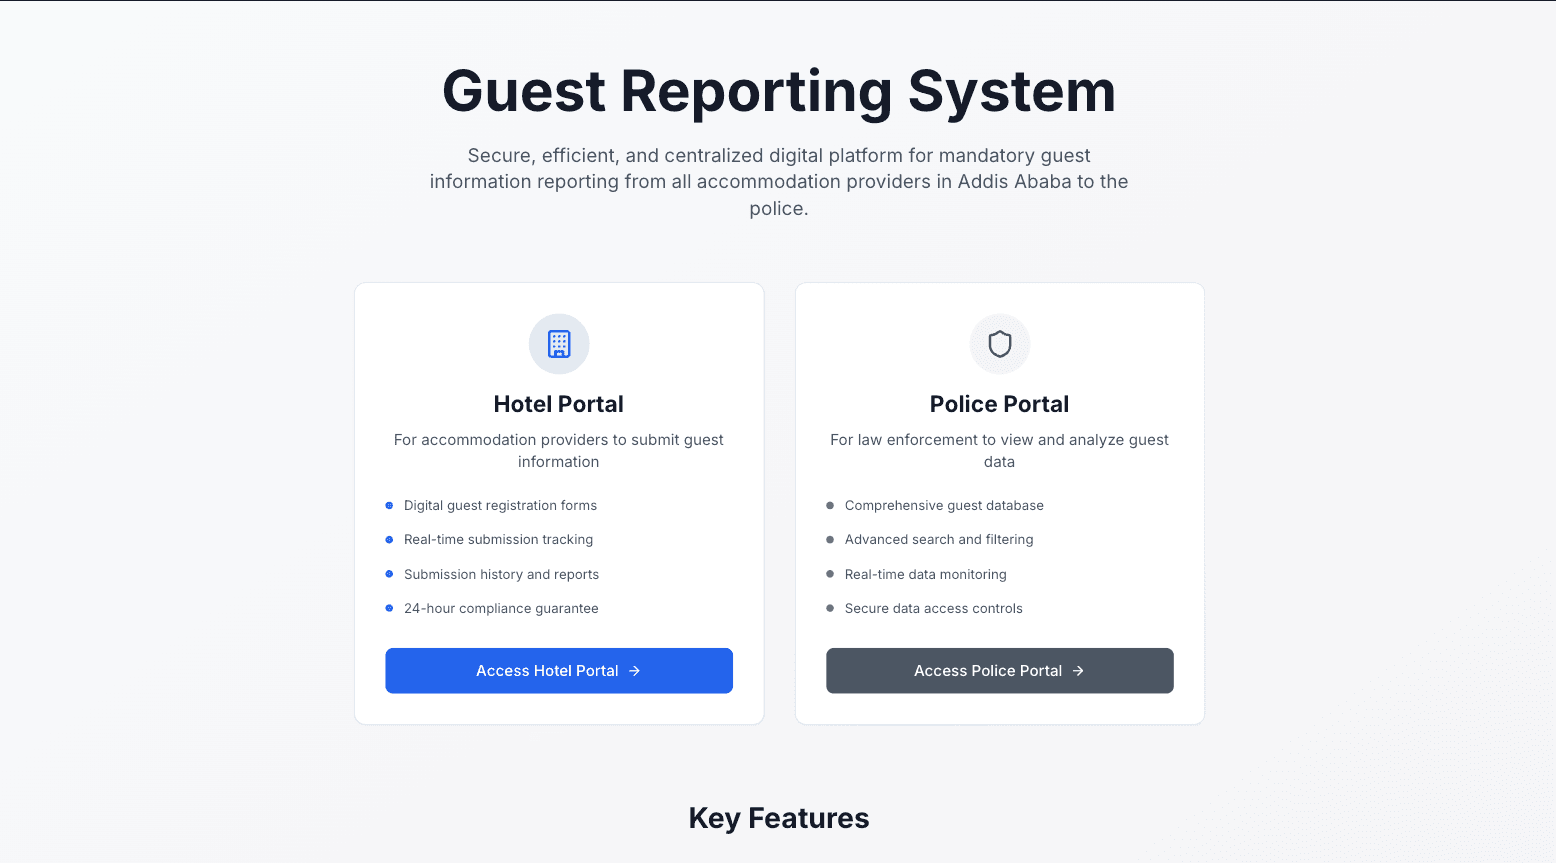 Guest Reporting System
Secure, efficient, and centralized digital platform for mandatory guest
information reporting from all accommodation providers in Addis Ababa to the
police.
Hotel Portal
For accommodation providers to submit guest
information
Digital guest registration forms
Real-time submission tracking
Submission history and reports
24-hour compliance guarantee
Access Hotel Portal →
Police Portal
For law enforcement to view and analyze guest
data
Comprehensive guest database
Advanced search and filtering
Real-time data monitoring
Secure data access controls
Access Police Portal →
Key Features